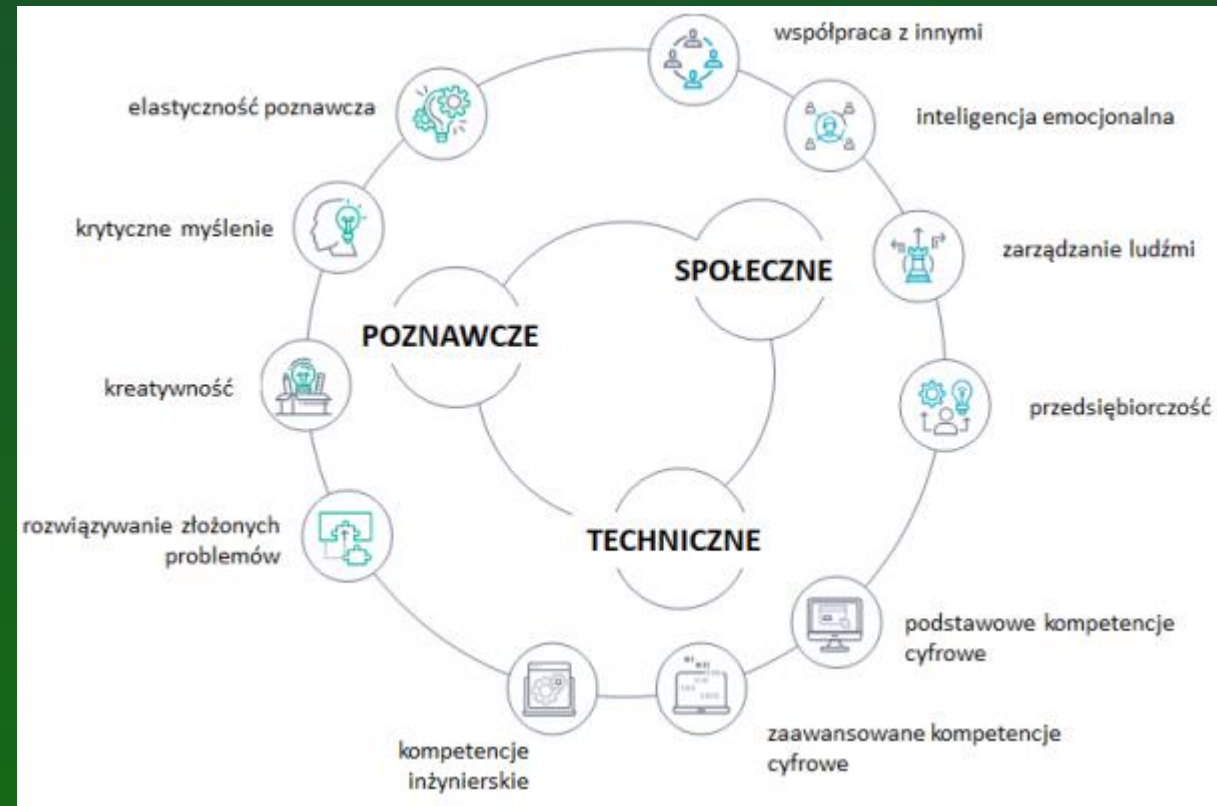 współpraca z innymi
elastyczność poznawcza
inteligencja emocjonalna
krytyczne myślenie
zarządzanie ludźmi
SPOŁECZNE
POZNAWCZE
kreatywność
przedsiębiorczość
rozwiązywanie złożonych
problemów
TECHNICZNE
podstawowe kompetencje
cyfrowe
zaawansowane kompetencje
cyfrowe
kompetencje
inżynierskie